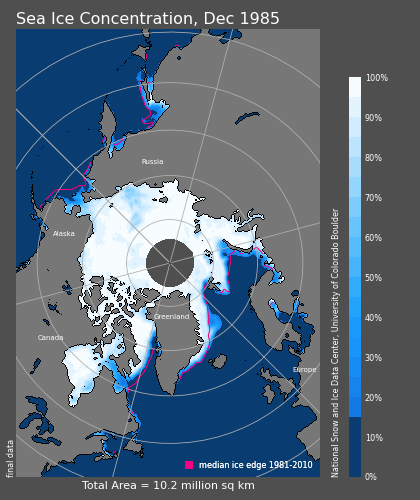 Sea Ice Concentration, Dec 1985
Russia
Alaska
Greenland
Canada
Europe
median ice edge 1981-2010
Total Area = 10.2 million sq km
final data
National Snow and Ice Data Center, University of Colorado Boulder
100%
90%
80%
70%
60%
50%
40%
30%
20%
10%
0%